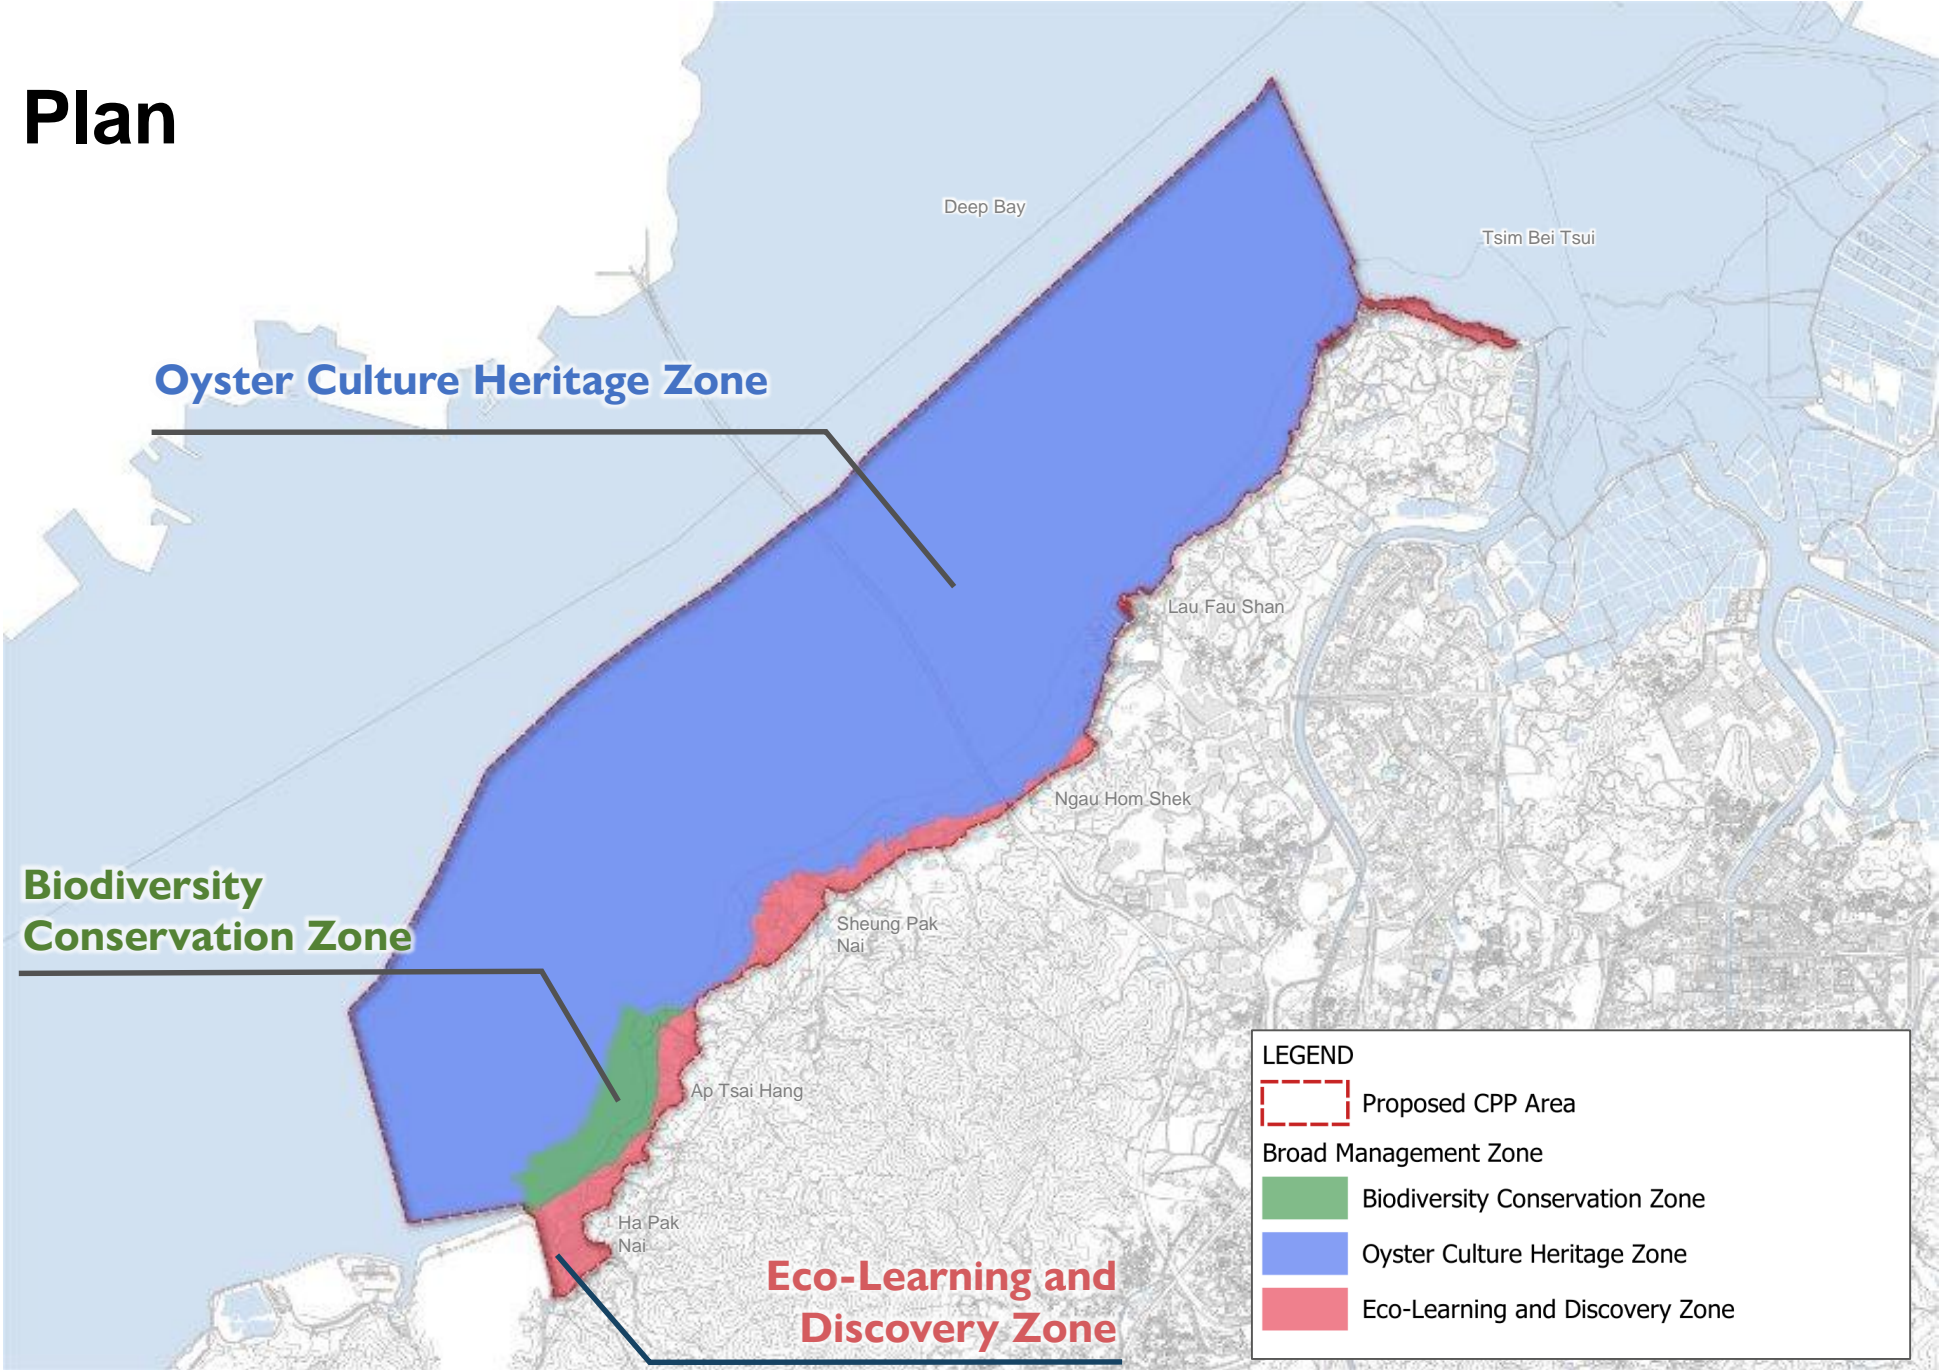 Plan
Deep Bay
Tsim Bei Tsui
Oyster Culture Heritage Zone
Lau Fau Shan
Ngau Hom Shek
Biodiversity
Conservation Zone
Sheung Pak
Nai
Ap Tsai Hang
Ha Pak
Nai
Eco-Learning and
Discovery Zone
LEGEND
Proposed CPP Area
Broad Management Zone
Biodiversity Conservation Zone
Oyster Culture Heritage Zone
Eco-Learning and Discovery Zone